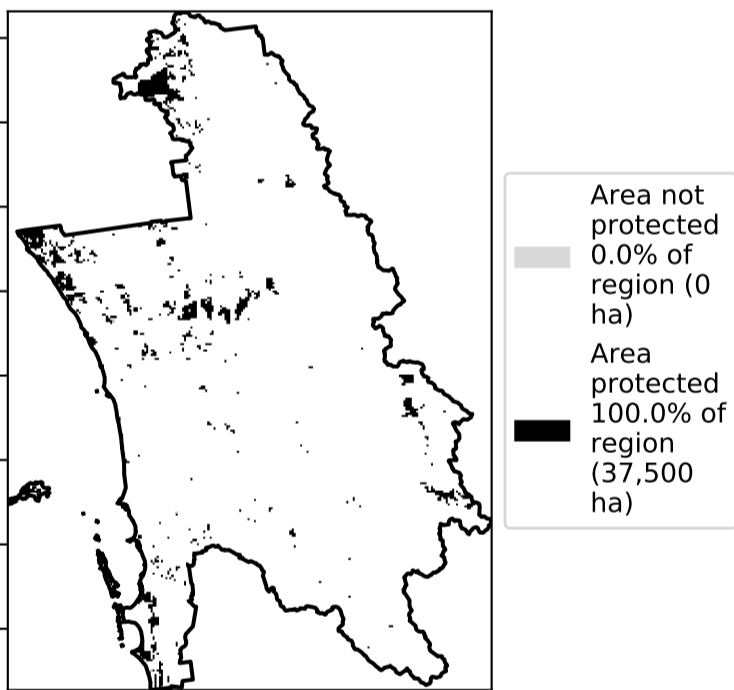 Area not
protected
0.0% of
region (0
ha)
Area
protected
100.0% of
region
(37,500
ha)